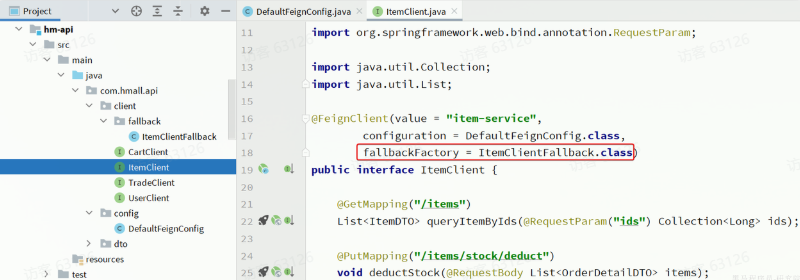 Project
DefaultFeignConfig.java
ItemClient.java
hm-api
src
main
java
com.hmall.api
client
fallback
ItemClientFallback
CartClient
ItemClient
TradeClient
UserClient
config
DefaultFeignConfig
dto
resources
test
11 import org.springframework.web.bind.annotation.RequestParam;
12
13 import java.util.Collection;
14 import java.util.List;
15
16 @FeignClient(value = "item-service",
17 configuration = DefaultFeignConfig.class,
18 fallbackFactory = ItemClientFallback.class)
19 public interface ItemClient {
20
21 @GetMapping("/items")
22 List<ItemDTO> queryItemByIds(@RequestParam("ids") Collection<Long> ids);
23
24 @PutMapping("/items/stock/deduct")
25 void deductStock(@RequestBody List<OrderDetailDTO> items);
访客 63126